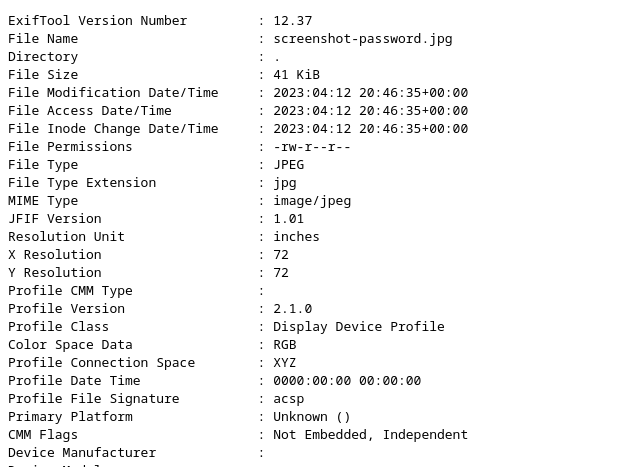 ExifTool Version Number : 12.37
File Name : screenshot-password.jpg
Directory : .
File Size : 41 KiB
File Modification Date/Time : 2023:04:12 20:46:35+00:00
File Access Date/Time : 2023:04:12 20:46:35+00:00
File Inode Change Date/Time : 2023:04:12 20:46:35+00:00
File Permissions : -rw-r--r--
File Type : JPEG
File Type Extension : jpg
MIME Type : image/jpeg
JFIF Version : 1.01
Resolution Unit : inches
X Resolution : 72
Y Resolution : 72
Profile CMM Type :
Profile Version : 2.1.0
Profile Class : Display Device Profile
Color Space Data : RGB
Profile Connection Space : XYZ
Profile Date Time : 0000:00:00 00:00:00
Profile File Signature : acsp
Primary Platform : Unknown ()
CMM Flags : Not Embedded, Independent
Device Manufacturer :